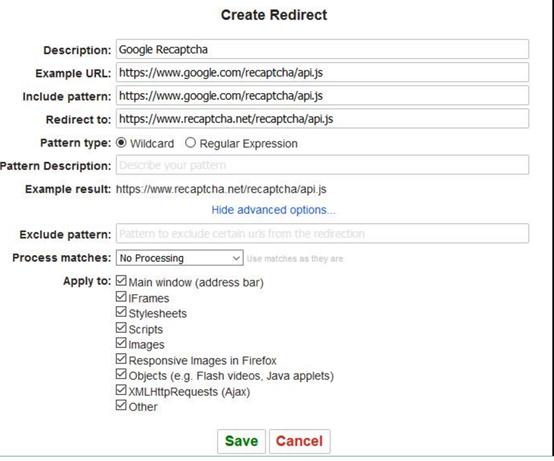 Create Redirect
Description: Google Recaptcha
Example URL: https://www.google.com/recaptcha/api.js
Include pattern: https://www.google.com/recaptcha/api.js
Redirect to: https://www.recaptcha.net/recaptcha/api.js
Pattern type: Wildcard Regular Expression
Pattern Description: Describe your pattern
Example result: https://www.recaptcha.net/recaptcha/api.js
Hide advanced options...
Exclude pattern: Pattern to exclude certain urls from the redirection
Process matches: No Processing Use matches as they are
Apply to: Main window (address bar)
IFrames
Stylesheets
Scripts
Images
Responsive Images in Firefox
Objects (e.g. Flash videos, Java applets)
XMLHttpRequests (Ajax)
Other
Save Cancel